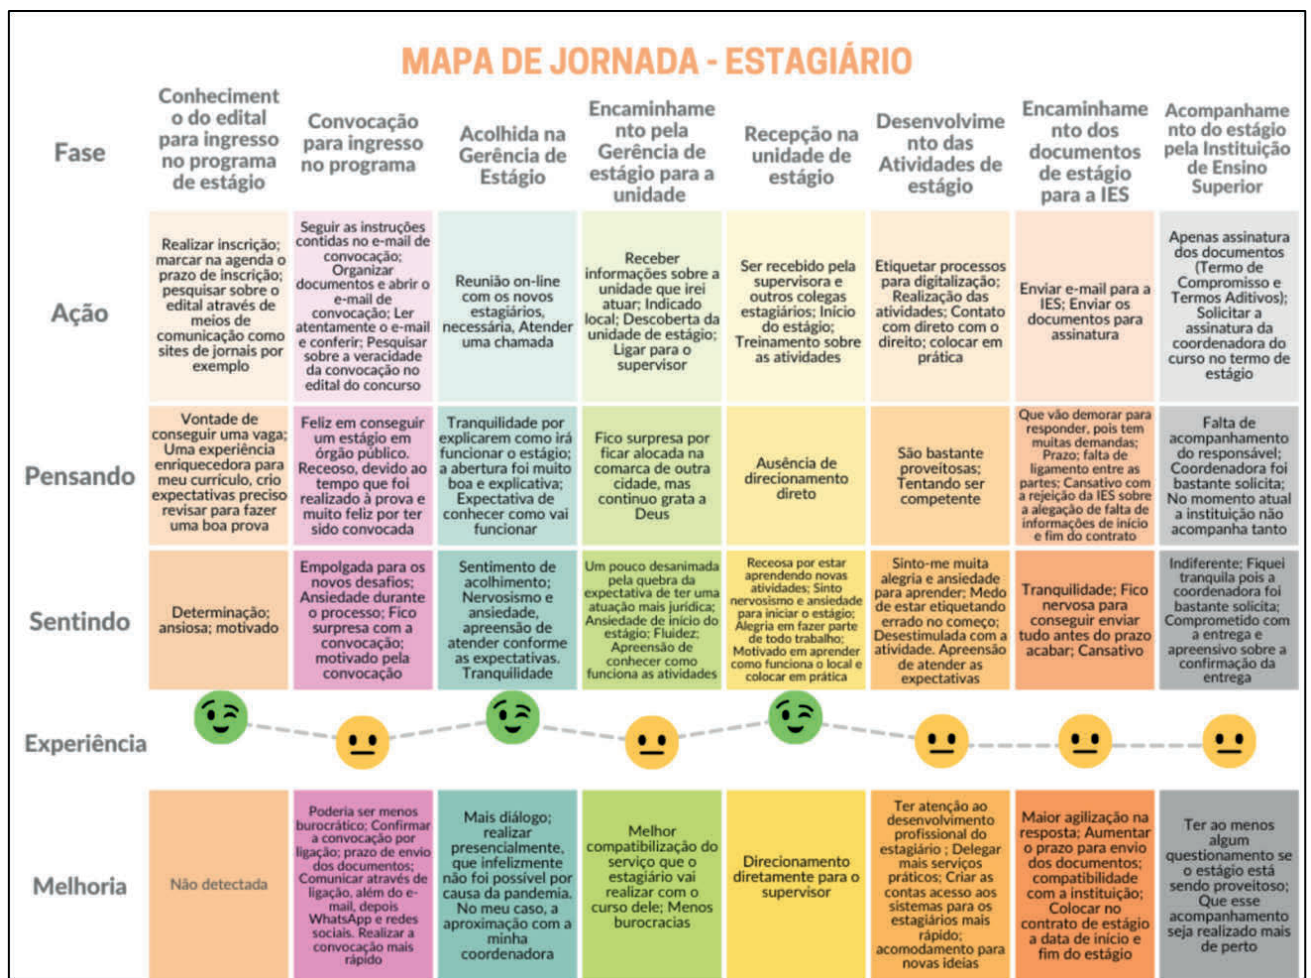 MAPA DE JORNADA - ESTAGIÁRIO
Fase
Conheciment
o do edital
para ingresso
no programa
de estágio
Convocação
para ingresso
no programa
Acolhida na
Gerência de
Estágio
Encaminhame
nto pela
Gerência de
estágio para a
unidade
Recepção na
unidade de
estágio
Desenvolvime
nto das
Atividades de
estágio
Encaminhame
nto dos
documentos
de estágio
para a IES
Acompanhame
nto do estágio
pela Instituição
de Ensino
Superior
Ação
Realizar inscrição;
marcar na agenda o
prazo de inscrição;
pesquisar sobre o
edital através de
meios de
comunicação como
sites de jornais por
exemplo
Seguir as instruções
contidas no e-mail de
convocação;
Organizar
documentos e abrir o
e-mail de
convocação; Ler
atentamente o e-mail
e conferir; Pesquisar
sobre a veracidade
da convocação no
edital do concurso
Reunião on-line
com os novos
estagiários,
necessária, Atender
uma chamada
Receber
informações sobre a
unidade que irei
atuar; Indicado
local; Descoberta da
unidade de estágio;
Ligar para o
supervisor
Ser recebido pela
supervisora e
outros colegas
estagiários; Início
do estágio;
Treinamento sobre
as atividades
Etiquetar processos
para digitalização;
Realização das
atividades; Contato
com direto com o
direito; colocar em
prática
Enviar e-mail para a
IES; Enviar os
documentos para
assinatura
Apenas assinatura
dos documentos
(Termo de
Compromisso e
Termos Aditivos);
Solicitar a
assinatura da
coordenadora do
curso no termo de
estágio
Pensando
Vontade de
conseguir uma vaga;
Uma experiência
enriquecedora para
meu currículo, crio
expectativas preciso
revisar para fazer
uma boa prova
Feliz em conseguir
um estágio em
órgão público.
Receoso, devido ao
tempo que foi
realizado à prova e
muito feliz por ter
sido convocada
Tranquilidade por
explicarem como irá
funcionar o estágio;
a abertura foi muito
boa e explicativa;
Expectativa de
conhecer como vai
funcionar
Fico surpresa por
ficar alocada na
comarca de outra
cidade, mas
continuo grata a
Deus
Ausência de
direcionamento
direto
São bastante
proveitosas;
Tentando ser
competente
Que vão demorar para
responder, pois tem
muitas demandas;
Prazo; falta de
ligamento entre as
partes; Cansativo com
a rejeição da IES sobre
a alegação de falta de
informações de início
e fim do contrato
Falta de
acompanhamento
do responsável;
Coordenadora foi
bastante solicita;
No momento atual
a instituição não
acompanha tanto
Sentindo
Determinação;
ansiosa; motivado
Empolgada para os
novos desafios;
Ansiedade durante
o processo; Fico
surpresa com a
convocação;
motivado pela
convocação
Sentimento de
acolhimento;
Nervosismo e
ansiedade,
apreensão de
atender conforme
as expectativas.
Tranquilidade
Um pouco desanimada
pela quebra da
expectativa de ter uma
atuação mais jurídica;
Ansiedade de início do
estágio; Fluidez;
Apreensão de
conhecer como
funciona as atividades
Receosa por estar
aprendendo novas
atividades; Sinto
nervosismo e ansiedade
para iniciar o estágio;
Alegria em fazer parte
de todo trabalho;
Motivado em aprender
como funciona o local e
colocar em prática
Sinto-me muita
alegria e ansiedade
para aprender; Medo
de estar etiquetando
errado no começo;
Desestimulada com a
atividade. Apreensão
de atender as
expectativas
Tranquilidade; Fico
nervosa para
conseguir enviar
tudo antes do prazo
acabar; Cansativo
Indiferente; Fiquei
tranquila pois a
coordenadora foi
bastante solicita;
Comprometido com
a entrega e
apreensivo sobre a
confirmação da
entrega
Experiência
Melhoria
Não detectada
Poderia ser menos
burocrático; Confirmar
a convocação por
ligação; prazo de envio
dos documentos;
Comunicar através de
ligação, além do e-
mail, depois
WhatsApp e redes
sociais. Realizar a
convocação mais
rápido
Mais diálogo;
realizar
presencialmente,
que infelizmente
não foi possível por
causa da pandemia.
No meu caso, a
aproximação com a
minha
coordenadora
Melhor
compatibilização do
serviço que o
estagiário vai
realizar com o
curso dele; Menos
burocracias
Direcionamento
diretamente para o
supervisor
Ter atenção ao
desenvolvimento
profissional do
estagiário ; Delegar
mais serviços
práticos; Criar as
contas acesso aos
sistemas para os
estagiários mais
rápido;
acomodamento para
novas ideias
Maior agilização na
resposta; Aumentar
o prazo para envio
dos documentos;
compatibilidade
com a instituição;
Colocar no
contrato de estágio
a data de início e
fim do estágio
Ter ao menos
algum
questionamento se
o estágio está
sendo proveitoso;
Que esse
acompanhamento
seja realizado mais
de perto